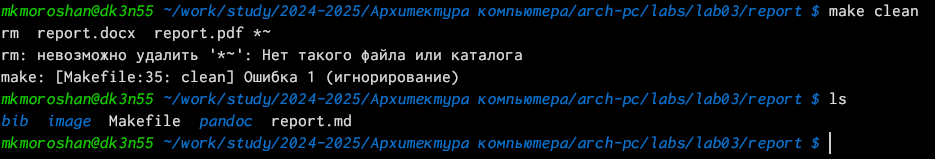 mkmoroshan@dk3n55 ~/work/study/2024-2025/Архитектура компьютера/arch-pc/labs/lab03/report $ make clean
rm  report.docx  report.pdf *~
rm: невозможно удалить '*~': Нет такого файла или каталога
make: [Makefile:35: clean] Ошибка 1 (игнорирование)
mkmoroshan@dk3n55 ~/work/study/2024-2025/Архитектура компьютера/arch-pc/labs/lab03/report $ ls
bib  image  Makefile  pandoc  report.md
mkmoroshan@dk3n55 ~/work/study/2024-2025/Архитектура компьютера/arch-pc/labs/lab03/report $